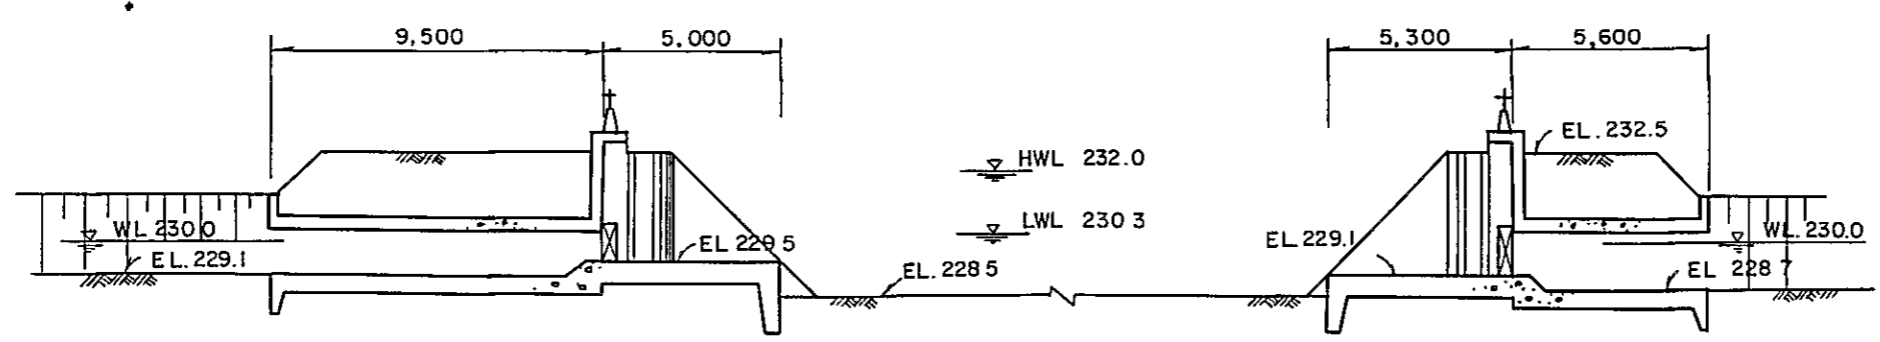 9,500 5,000 5,300 5,600
EL. 232.5
HWL 232.0
LWL 230 3
WL 230.0 EL 229 5 EL 229.1 WL. 230.0
EL. 229.1 EL. 228 5 EL 228 7